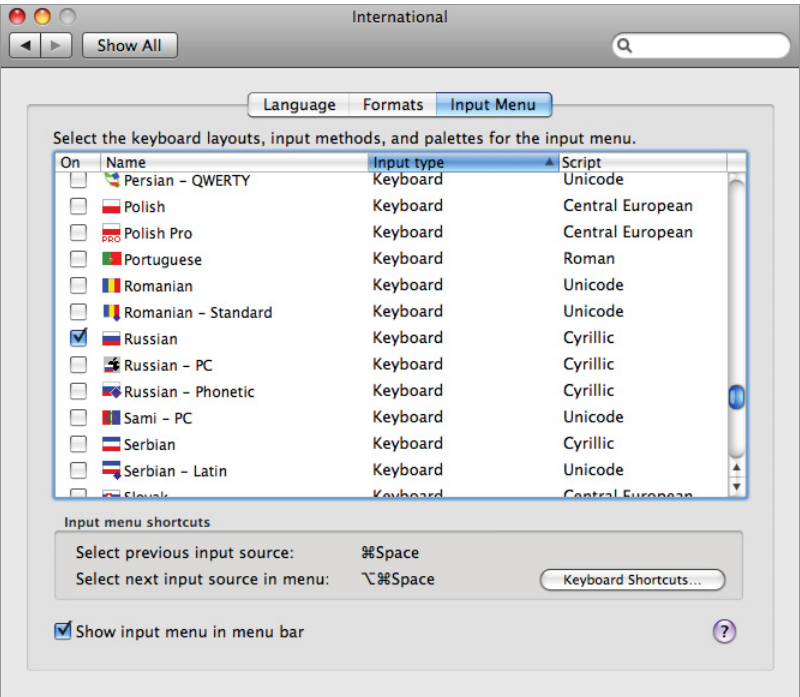 International
Show All
Language Formats Input Menu
Select the keyboard layouts, input methods, and palettes for the input menu.
On Name Input type Script
Persian – QWERTY Keyboard Unicode
Polish Keyboard Central European
PRO Polish Pro Keyboard Central European
Portuguese Keyboard Roman
Romanian Keyboard Unicode
Romanian – Standard Keyboard Unicode
Russian Keyboard Cyrillic
Russian – PC Keyboard Cyrillic
Russian – Phonetic Keyboard Cyrillic
Sami – PC Keyboard Unicode
Serbian Keyboard Cyrillic
Serbian – Latin Keyboard Unicode
Slovak Keyboard Central European
Input menu shortcuts
Select previous input source: ⌘Space
Select next input source in menu: ⌥⌘Space Keyboard Shortcuts...
Show input menu in menu bar ?